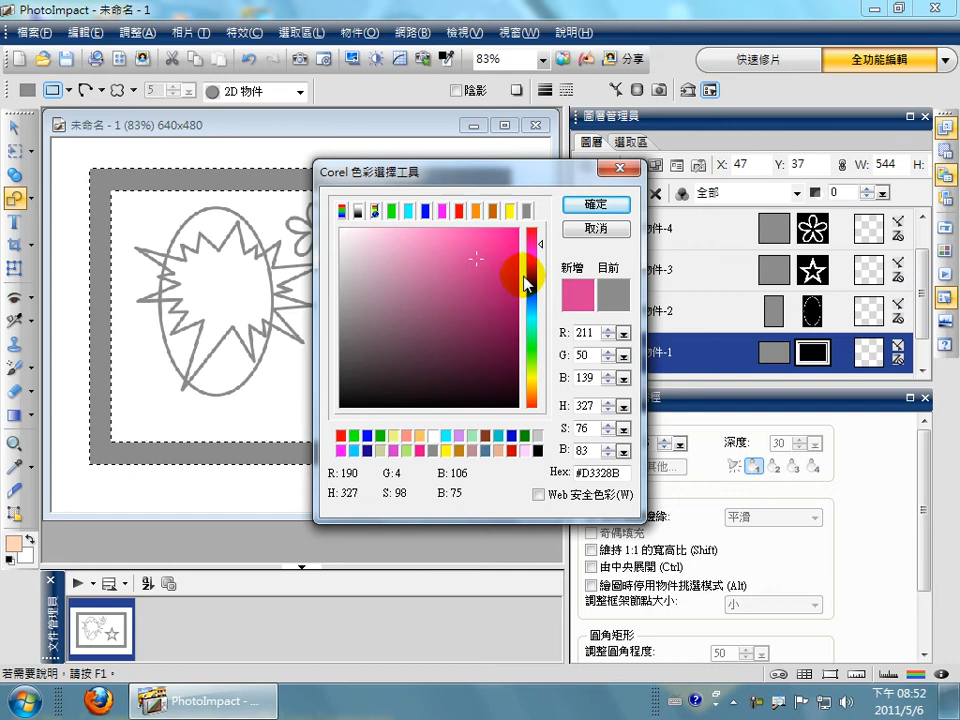 PhotoImpact - 未命名 - 1
檔案(F) 編輯(E) 調整(A) 相片(T) 特效(C) 選取區(L) 物件(O) 網路(B) 檢視(V) 視窗(W) 說明(H)
83% 分享 快速修片 全功能編輯
5 2D 物件 陰影
未命名 - 1 (83%) 640x480
圖層管理員
圖層 選取區 X: 47 Y: 37 W: 544 H:
全部 0
件-4
物件-3
物件-2
物件-1
Corel 色彩選擇工具
確定
取消
新增 目前
R: 211
G: 50
B: 139
H: 327
S: 76
B: 83
Hex: #D3328B
R: 190 G: 4 B: 106
H: 327 S: 98 B: 75
Web 安全色彩(W)
深度: 30
其他...
1 2 3 4
邊緣: 平滑
奇偶填充
維持 1:1 的寬高比 (Shift)
由中央展開 (Ctrl)
繪圖時停用物件挑選模式 (Alt)
調整框架節點大小: 小
圓角矩形
調整圓角程度: 50
文件管理員
若需要說明，請按 F1。
PhotoImpact - ...
下午 08:52
2011/5/6